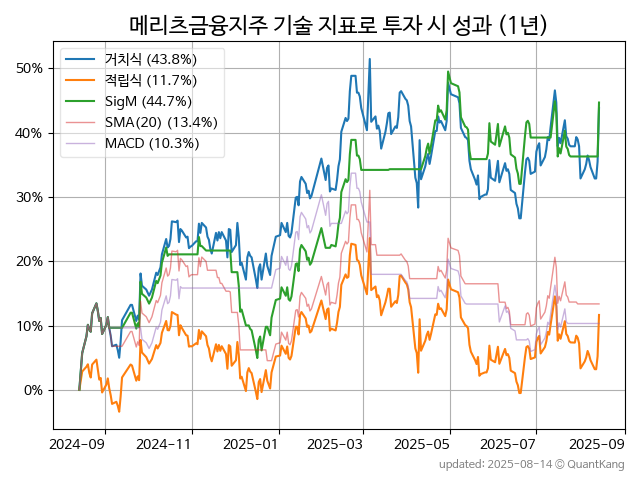 메리츠금융지주 기술 지표로 투자 시 성과 (1년)
거치식 (43.8%)
적립식 (11.7%)
SigM (44.7%)
SMA(20) (13.4%)
MACD (10.3%)
50%
40%
30%
20%
10%
0%
2024-09
2024-11
2025-01
2025-03
2025-05
2025-07
2025-09
updated: 2025-08-14 © QuantKang